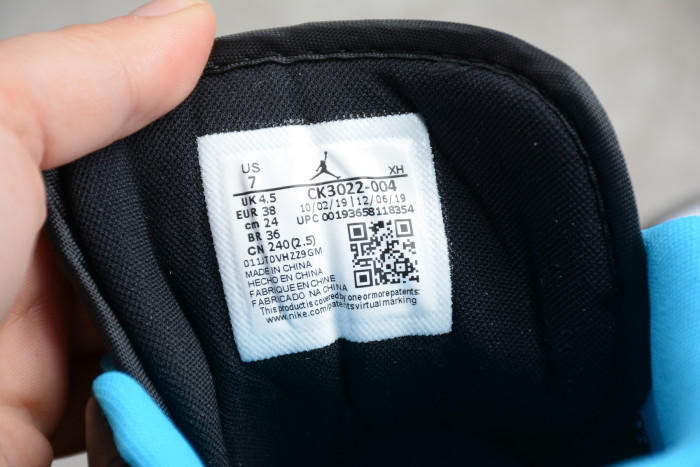 US
7
XH
UK 4.5
EUR 38
cm 24
BR 36
CN 240(2.5)
CK3022-004
10/02/19 | 12/06/19
UPC 00193658118354
011JT0VHZZ9GM
MADE IN CHINA
HECHO EN CHINA
FABRIQUE EN CHINE
FABRICADO NA CHINA
This product is covered by one or more patents:
www.nike.com/patentsvirtualmarking